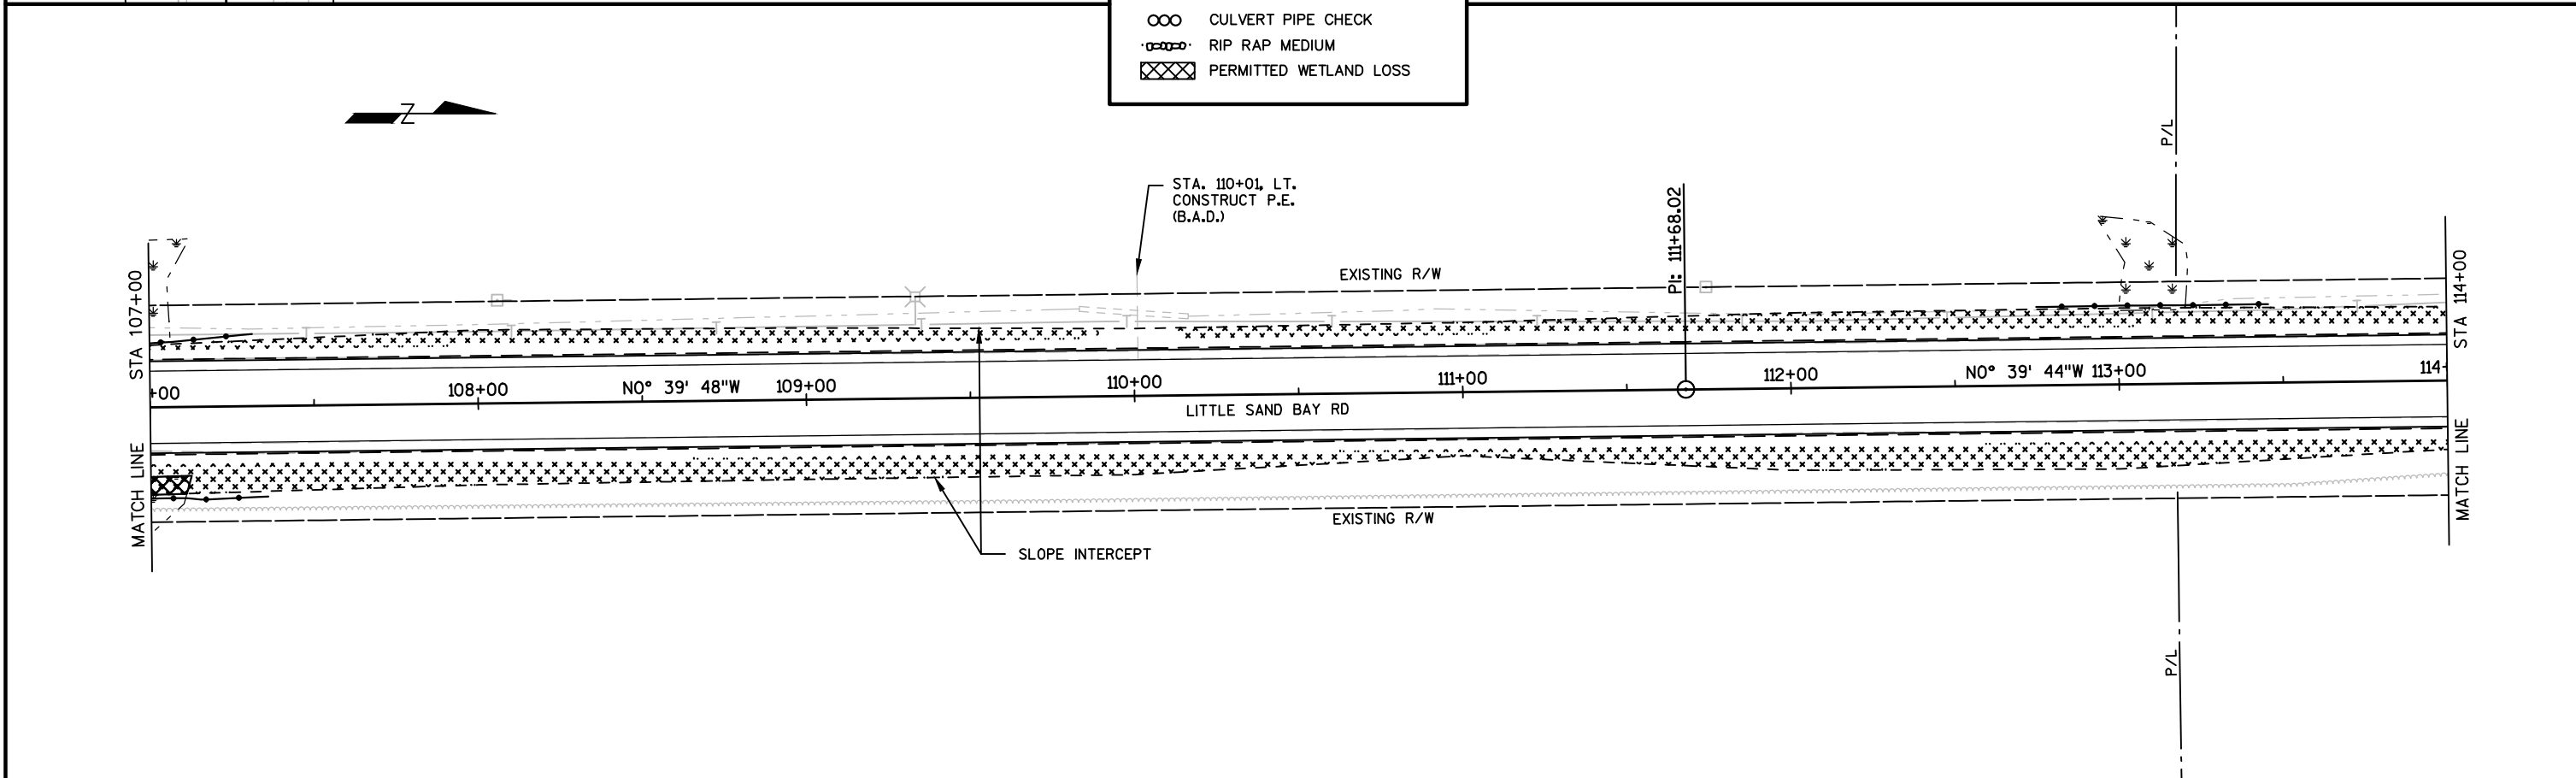 CULVERT PIPE CHECK
RIP RAP MEDIUM
PERMITTED WETLAND LOSS
Z
P/L
STA. 110+01, LT.
CONSTRUCT P.E.
(B.A.D.)
PI: 111+68.02
EXISTING R/W
STA 107+00
STA 114+00
+00
108+00
N0° 39' 48"W
109+00
110+00
111+00
112+00
N0° 39' 44"W
113+00
114+
LITTLE SAND BAY RD
MATCH LINE
MATCH LINE
EXISTING R/W
SLOPE INTERCEPT
P/L